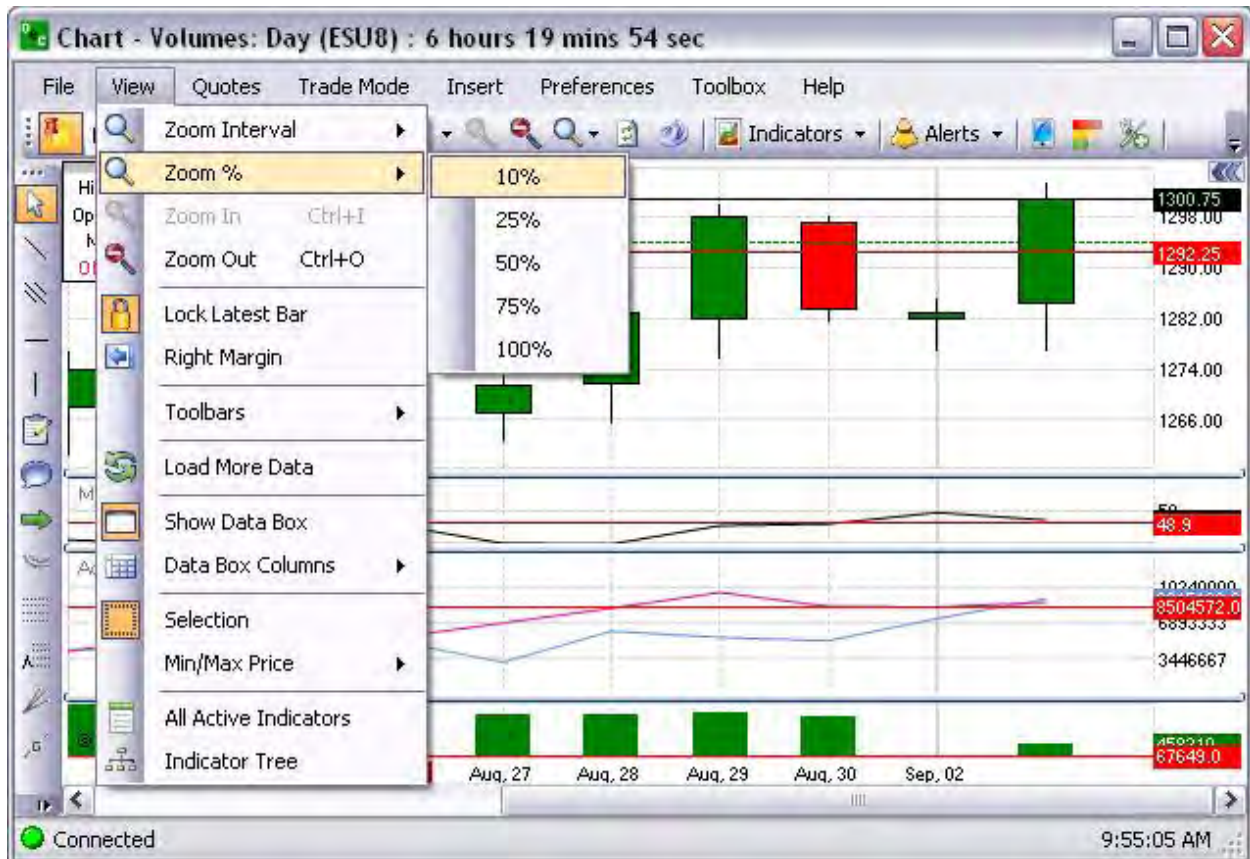 Chart - Volumes: Day (ESU8) : 6 hours 19 mins 54 sec
File View Quotes Trade Mode Insert Preferences Toolbox Help
Indicators Alerts
Zoom Interval
Zoom %
Zoom In Ctrl+I
Zoom Out Ctrl+O
Lock Latest Bar
Right Margin
Toolbars
Load More Data
Show Data Box
Data Box Columns
Selection
Min/Max Price
All Active Indicators
Indicator Tree
10%
25%
50%
75%
100%
Hi
Op
1300.75
1298.00
1292.25
1290.00
1282.00
1274.00
1266.00
M
50
48.9
Ac
10340000
8504572.0
6893333
3446667
67649.0
Aug, 27 Aug, 28 Aug, 29 Aug, 30 Sep, 02
Connected 9:55:05 AM